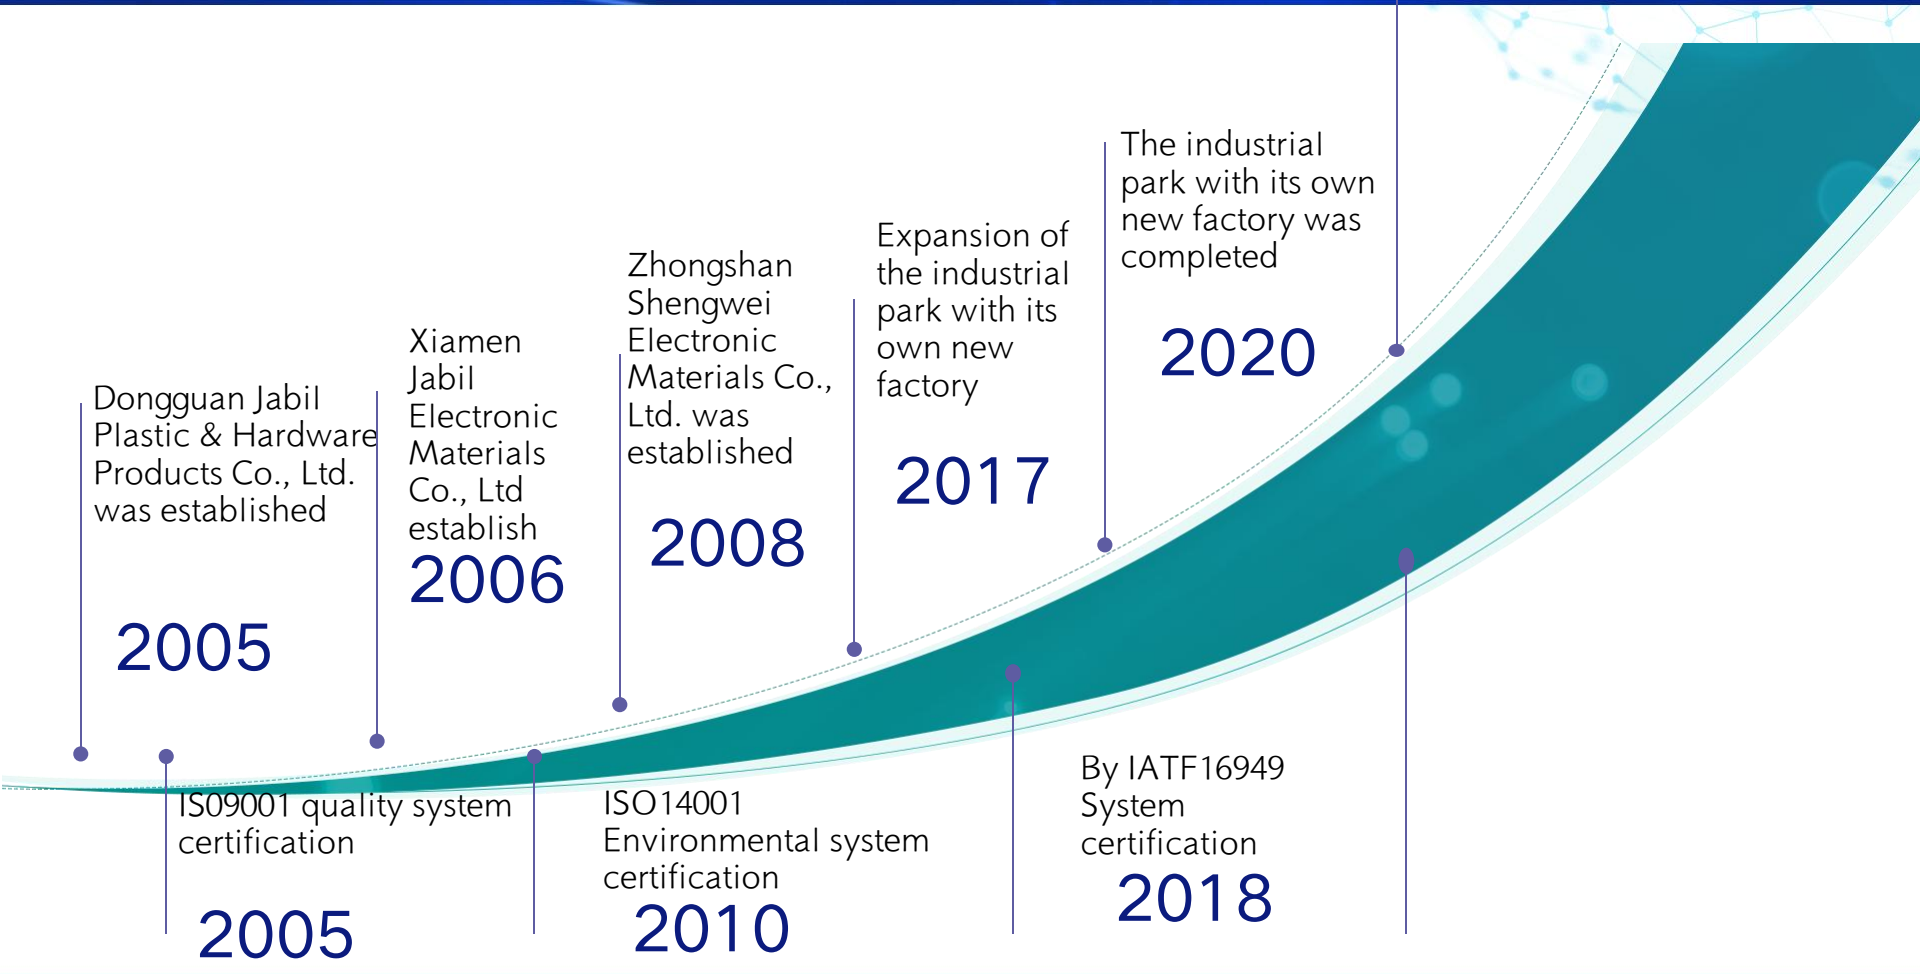 Dongguan Jabil
Plastic & Hardware
Products Co., Ltd.
was established
2005
Xiamen
Jabil
Electronic
Materials
Co., Ltd
establish
2006
Zhongshan
Shengwei
Electronic
Materials Co.,
Ltd. was
established
2008
Expansion of
the industrial
park with its
own new
factory
2017
The industrial
park with its own
new factory was
completed
2020
IS09001 quality system
certification
2005
ISO14001
Environmental system
certification
2010
By IATF16949
System
certification
2018